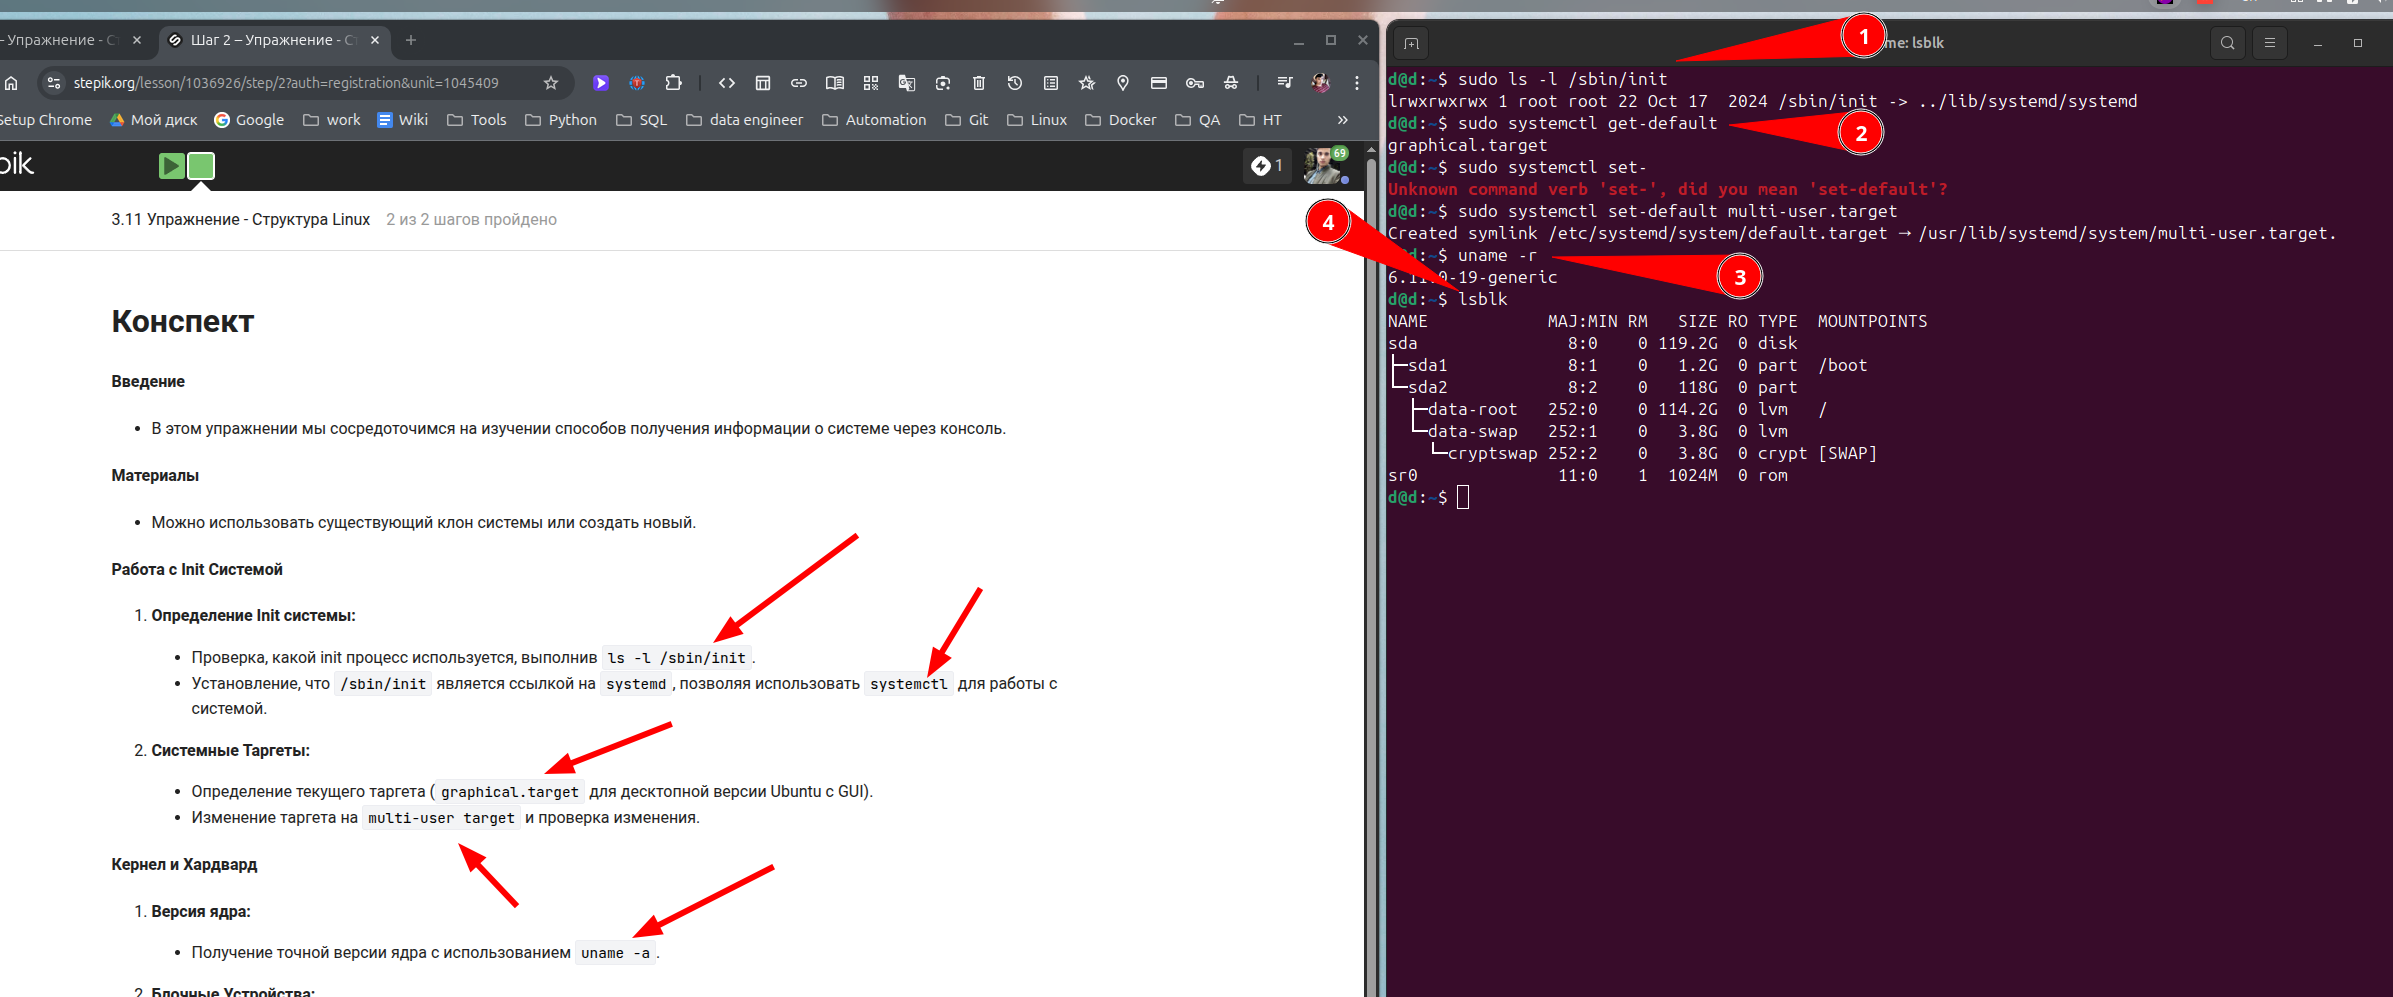 – Упражнение - Ст
Шаг 2 – Упражнение - Ст
stepik.org/lesson/1036926/step/2?auth=registration&unit=1045409
Setup Chrome
Мой диск
Google
work
Wiki
Tools
Python
SQL
data engineer
Automation
Git
Linux
Docker
QA
HT
»
pik
1
69
3.11 Упражнение - Структура Linux 2 из 2 шагов пройдено
Конспект
Введение
• В этом упражнении мы сосредоточимся на изучении способов получения информации о системе через консоль.
Материалы
• Можно использовать существующий клон системы или создать новый.
Работа с Init Системой
1. Определение Init системы:
• Проверка, какой init процесс используется, выполнив ls -l /sbin/init.
• Установление, что /sbin/init является ссылкой на systemd, позволяя использовать systemctl для работы с
системой.
2. Системные Таргеты:
• Определение текущего таргета (graphical.target для десктопной версии Ubuntu с GUI).
• Изменение таргета на multi-user target и проверка изменения.
Кернел и Хардвард
1. Версия ядра:
• Получение точной версии ядра с использованием uname -a.
2. Блочные Устройства:
me: lsblk
1
d@d:~$ sudo ls -l /sbin/init
lrwxrwxrwx 1 root root 22 Oct 17  2024 /sbin/init -> ../lib/systemd/systemd
d@d:~$ sudo systemctl get-default
2
graphical.target
d@d:~$ sudo systemctl set-
Unknown command verb 'set-', did you mean 'set-default'?
d@d:~$ sudo systemctl set-default multi-user.target
4
Created symlink /etc/systemd/system/default.target → /usr/lib/systemd/system/multi-user.target.
d:~$ uname -r
3
6.11.0-19-generic
d@d:~$ lsblk
NAME MAJ:MIN RM SIZE RO TYPE MOUNTPOINTS
sda 8:0 0 119.2G 0 disk
├─sda1 8:1 0 1.2G 0 part /boot
└─sda2 8:2 0 118G 0 part
├─data-root 252:0 0 114.2G 0 lvm /
└─data-swap 252:1 0 3.8G 0 lvm
└─cryptswap 252:2 0 3.8G 0 crypt [SWAP]
sr0 11:0 1 1024M 0 rom
d@d:~$